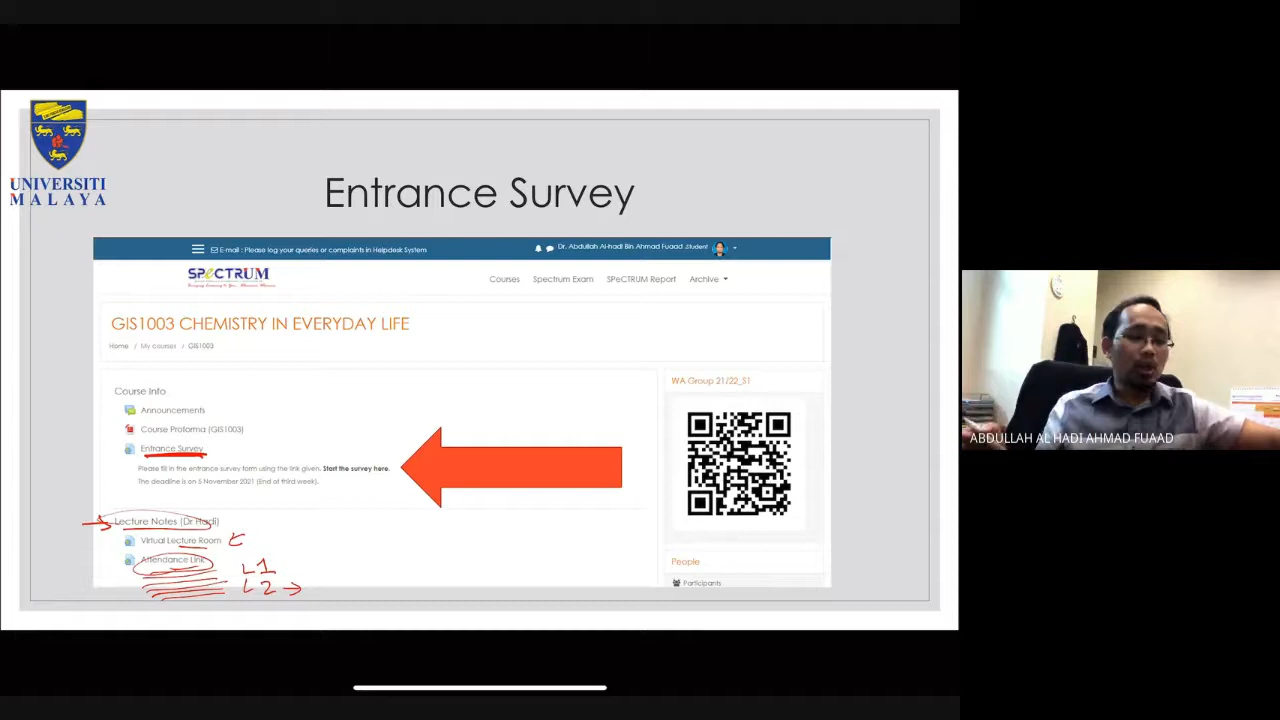 UNIVERSITI
MALAYA
Entrance Survey
E-mail : Please log your queries or complaints in Helpdesk System
Dr. Abdullah Al-hadi Bin Ahmad Fuaad Student
SPeCTRUM
Courses Spectrum Exam SPeCTRUM Report Archive
GIS1003 CHEMISTRY IN EVERYDAY LIFE
Home / My courses / GIS1003
Course Info
Announcements
Course Proforma (GIS1003)
Entrance Survey
Please fill in the entrance survey form using the link given. Start the survey here.
The deadline is on 5 November 2021 (End of third week).
Lecture Notes (Dr Hadi)
Virtual Lecture Room
Attendance Link
L1
L2
WA Group 21/22_S1
People
Participants
ABDULLAH AL HADI AHMAD FUAAD